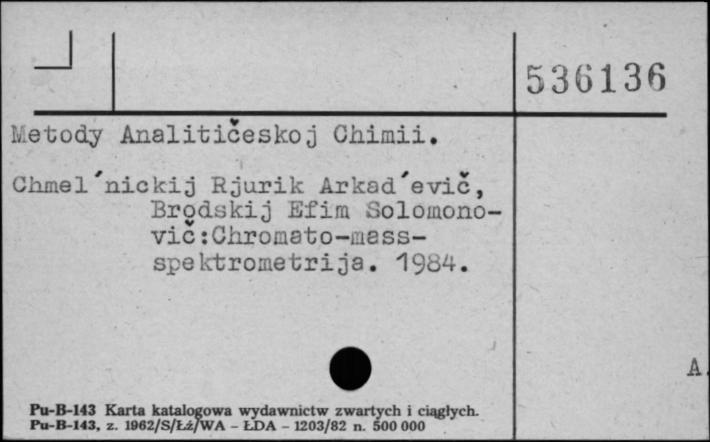 536136
Metody Analitičeskoj Chimii.
Chmel´nickij Rjurik Arkad´evič,
Brodskij Efim Solomono-
vič:Chromato-mass-
spektrometrija. 1984.
A.
Pu-B-143 Karta katalogowa wydawnictw zwartych i ciągłych.
Pu-B-143, z. 1962/S/Łż/WA - ŁDA - 1203/82 n. 500 000